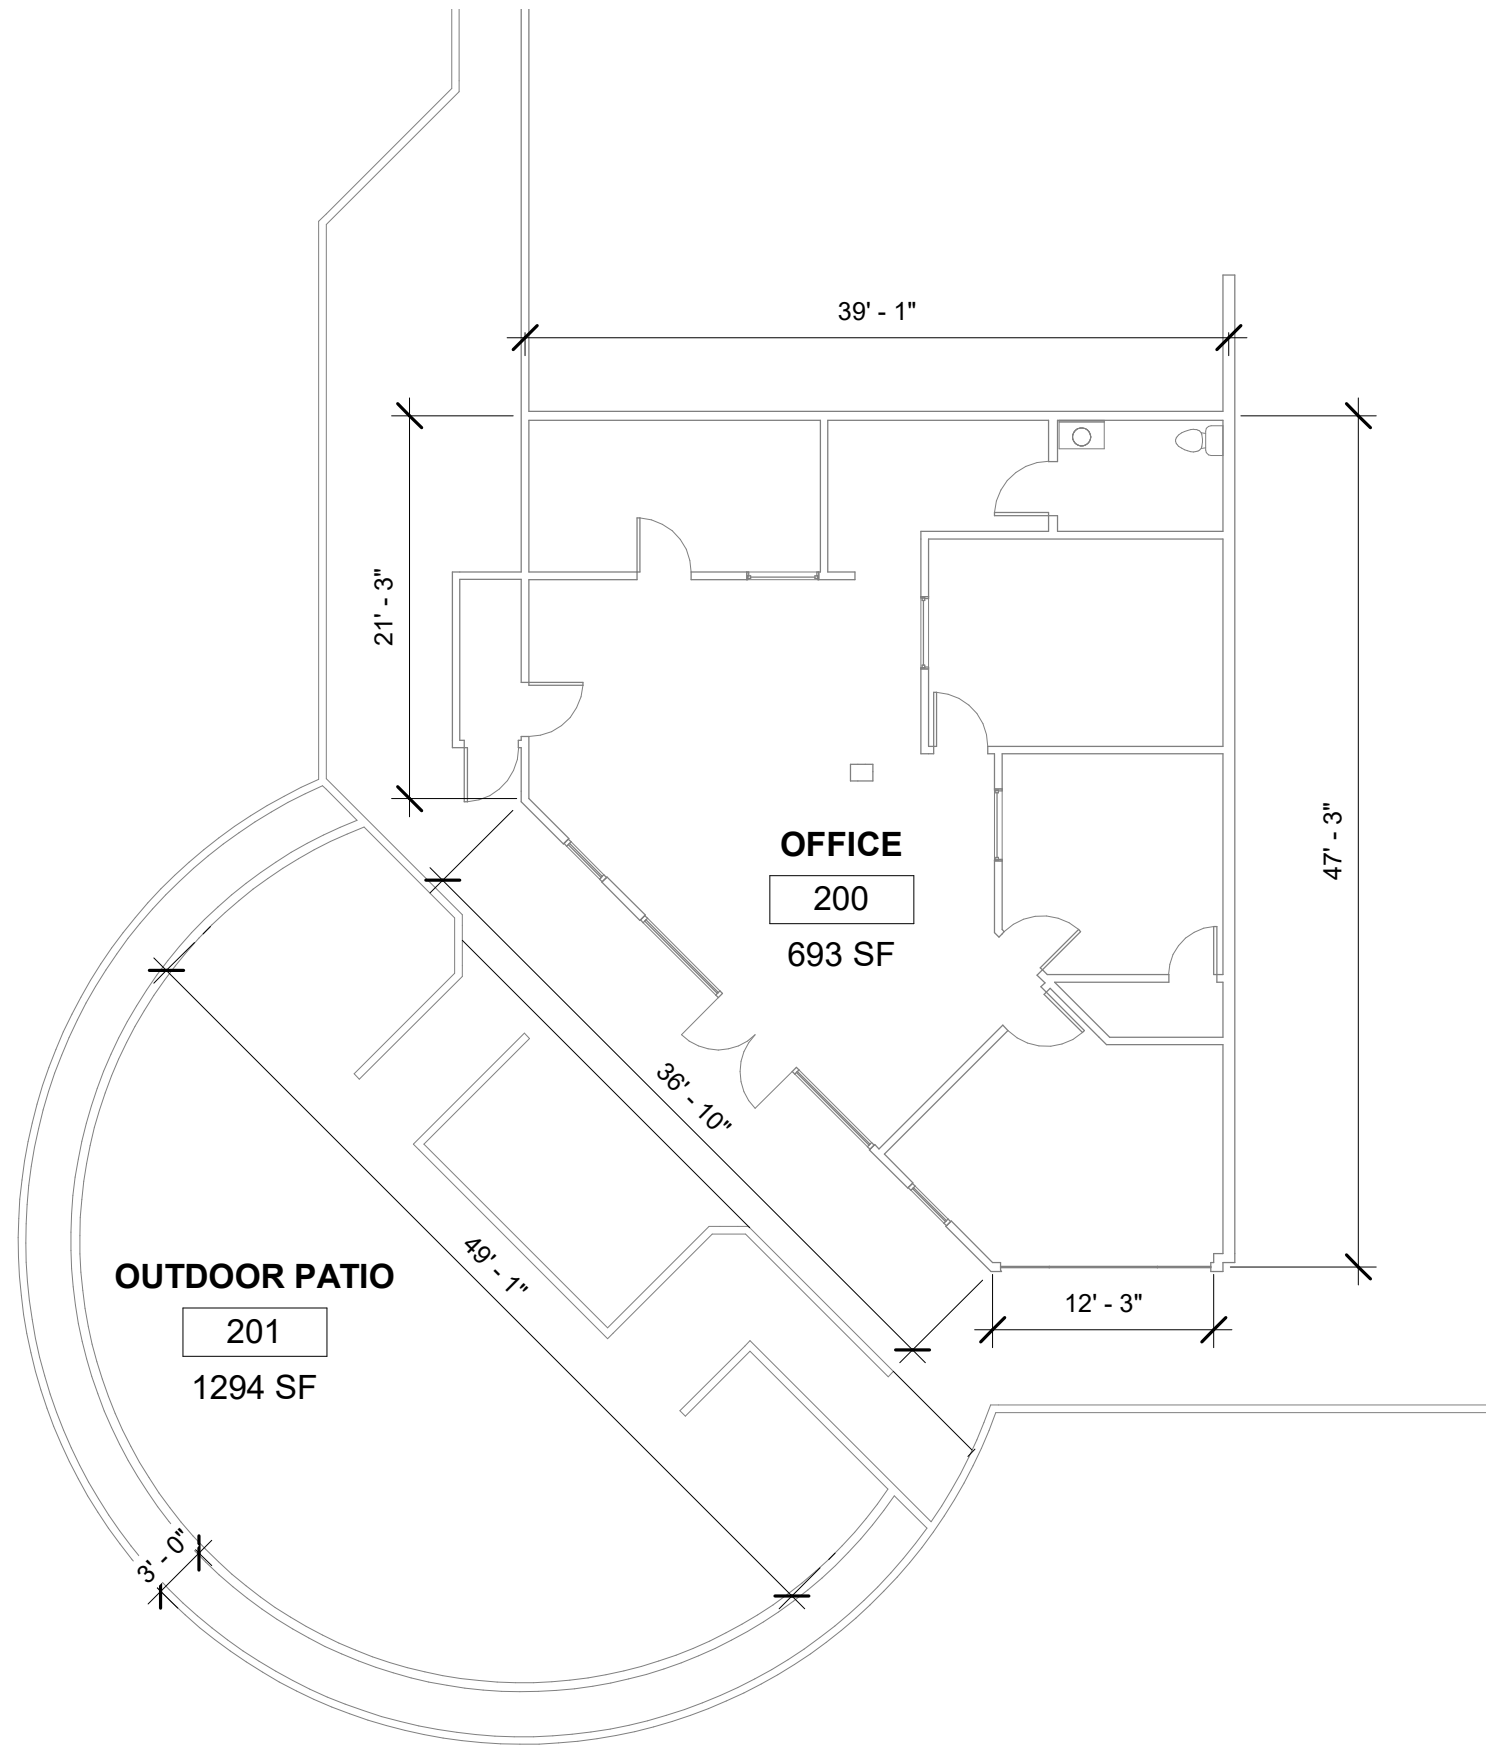 39' - 1"
21' - 3"
47' - 3"
OFFICE
200
693 SF
36' - 10"
49' - 1"
OUTDOOR PATIO
201
1294 SF
12' - 3"
3' - 0"